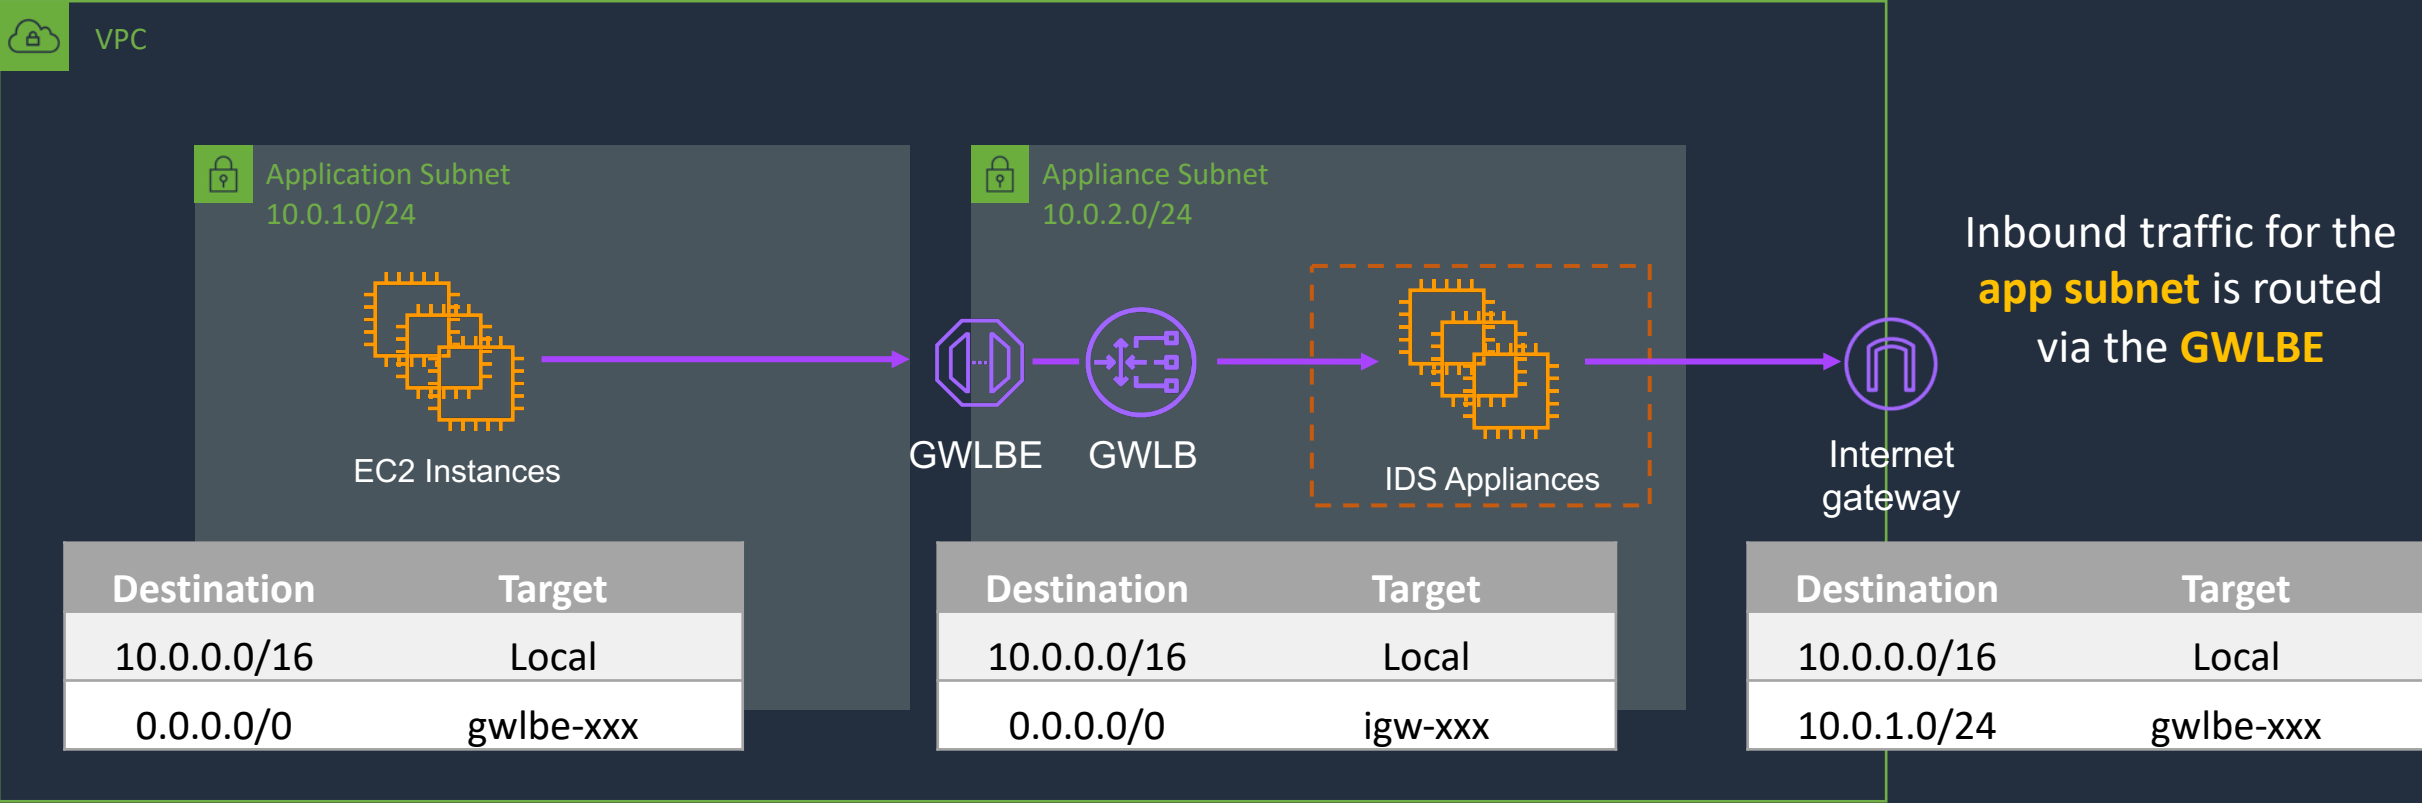 VPC
Application Subnet
10.0.1.0/24
Appliance Subnet
10.0.2.0/24
Inbound traffic for the
app subnet is routed
via the GWLBE
EC2 Instances
GWLBE
GWLB
IDS Appliances
Internet
gateway
Destination Target
10.0.0.0/16 Local
0.0.0.0/0 gwlbe-xxx
Destination Target
10.0.0.0/16 Local
0.0.0.0/0 igw-xxx
Destination Target
10.0.0.0/16 Local
10.0.1.0/24 gwlbe-xxx